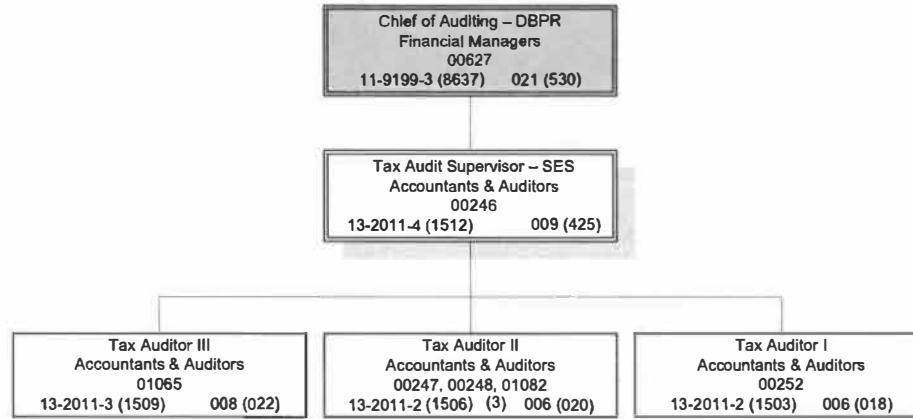 Chief of Auditing – DBPR
Financial Managers
00627
11-9199-3 (8637) 021 (530)
Tax Audit Supervisor – SES
Accountants & Auditors
00246
13-2011-4 (1512) 009 (425)
Tax Auditor III
Accountants & Auditors
01065
13-2011-3 (1509) 008 (022)
Tax Auditor II
Accountants & Auditors
00247, 00248, 01082
13-2011-2 (1506) (3) 006 (020)
Tax Auditor I
Accountants & Auditors
00252
13-2011-2 (1503) 006 (018)